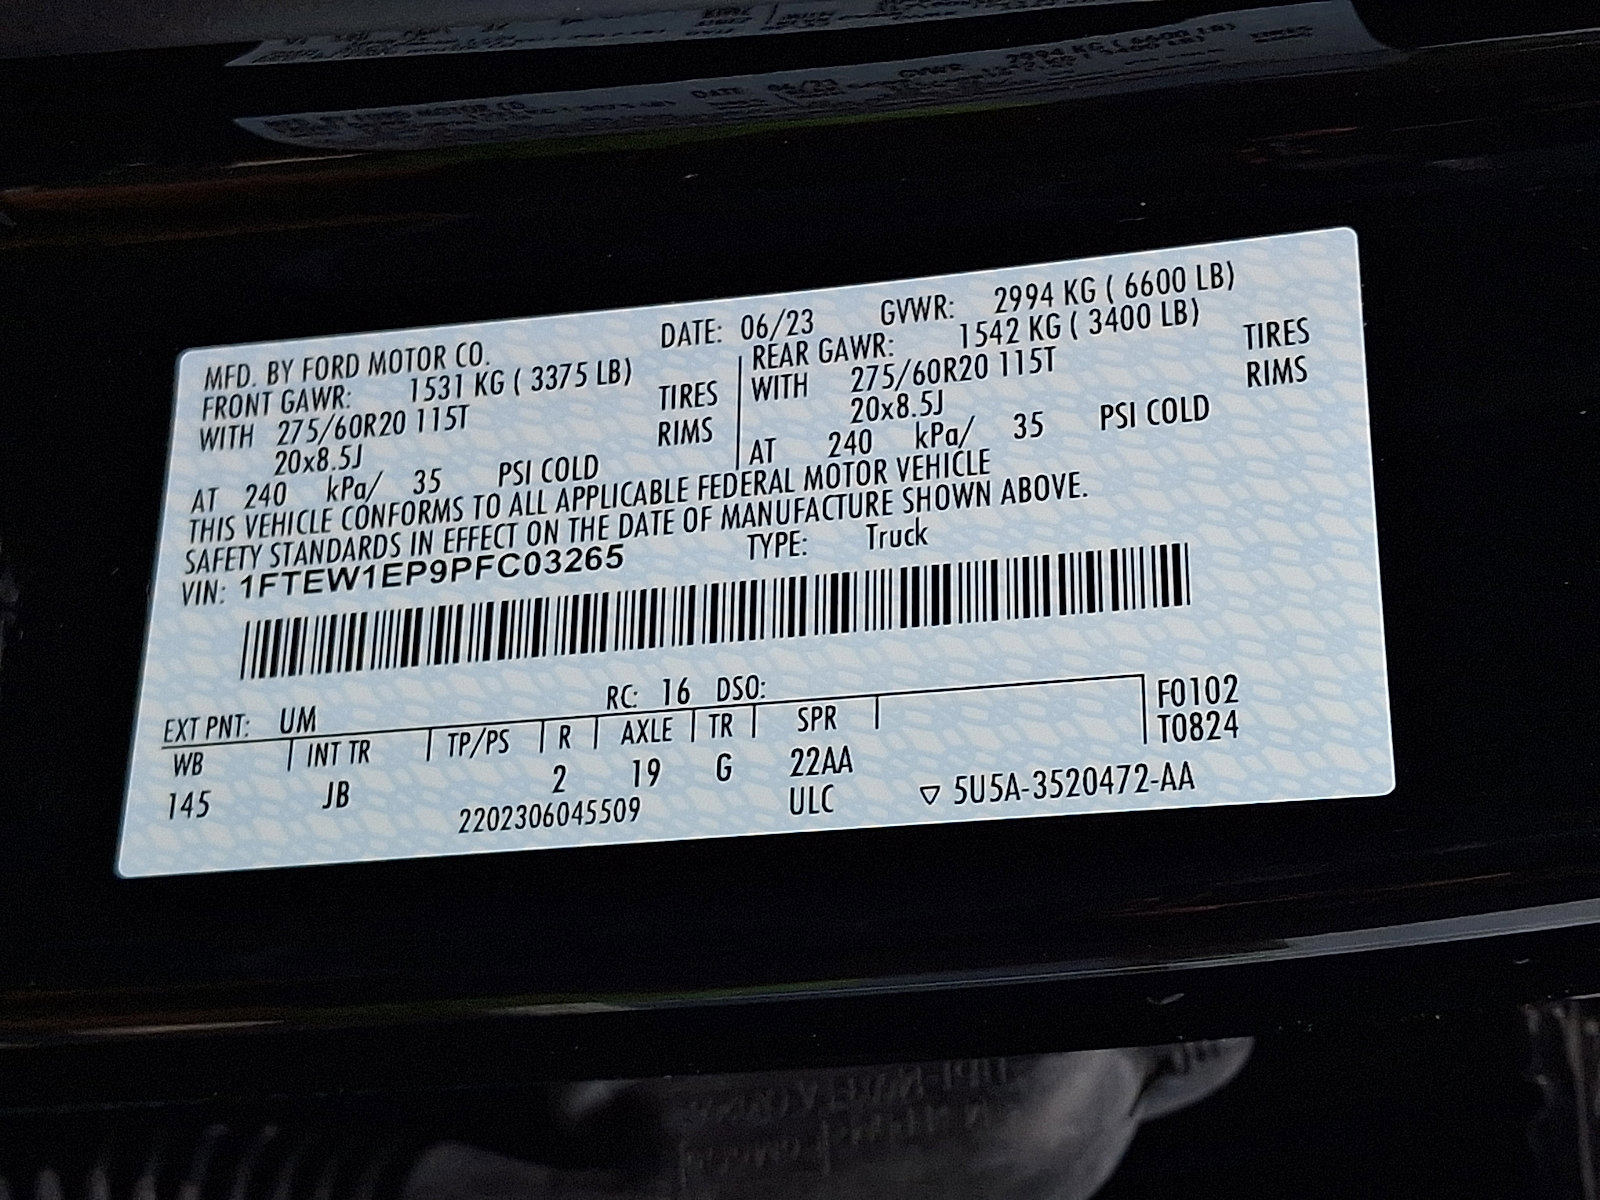 MFD. BY FORD MOTOR CO. DATE: 06/23 GVWR: 2994 KG ( 6600 LB)
FRONT GAWR: 1531 KG ( 3375 LB)
WITH 275/60R20 115T TIRES
20x8.5J RIMS
AT 240 kPa/ 35 PSI COLD
REAR GAWR: 1542 KG ( 3400 LB)
WITH 275/60R20 115T TIRES
20x8.5J RIMS
AT 240 kPa/ 35 PSI COLD
THIS VEHICLE CONFORMS TO ALL APPLICABLE FEDERAL MOTOR VEHICLE
SAFETY STANDARDS IN EFFECT ON THE DATE OF MANUFACTURE SHOWN ABOVE.
VIN: 1FTEW1EP9PFC03265 TYPE: Truck
EXT PNT: UM RC: 16 DSO:
F0102
T0824
WB INT TR TP/PS R AXLE TR SPR
145 JB 2 19 G 22AA
2202306045509 ULC ▽ 5U5A-3520472-AA